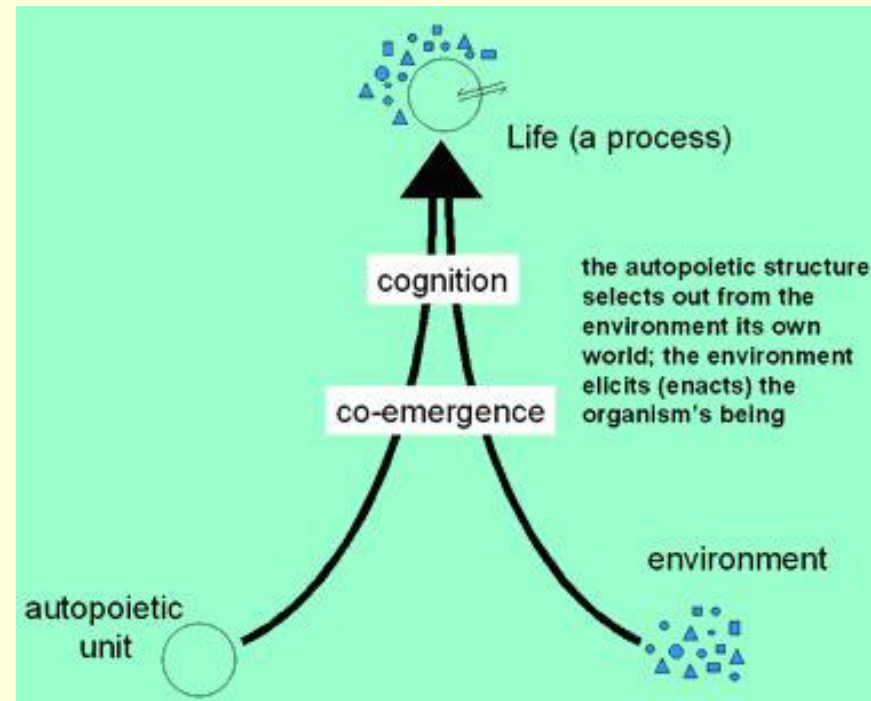 Life (a process)
cognition
the autopoietic structure
selects out from the
environment its own
world; the environment
elicits (enacts) the
organism's being
co-emergence
environment
autopoietic
unit